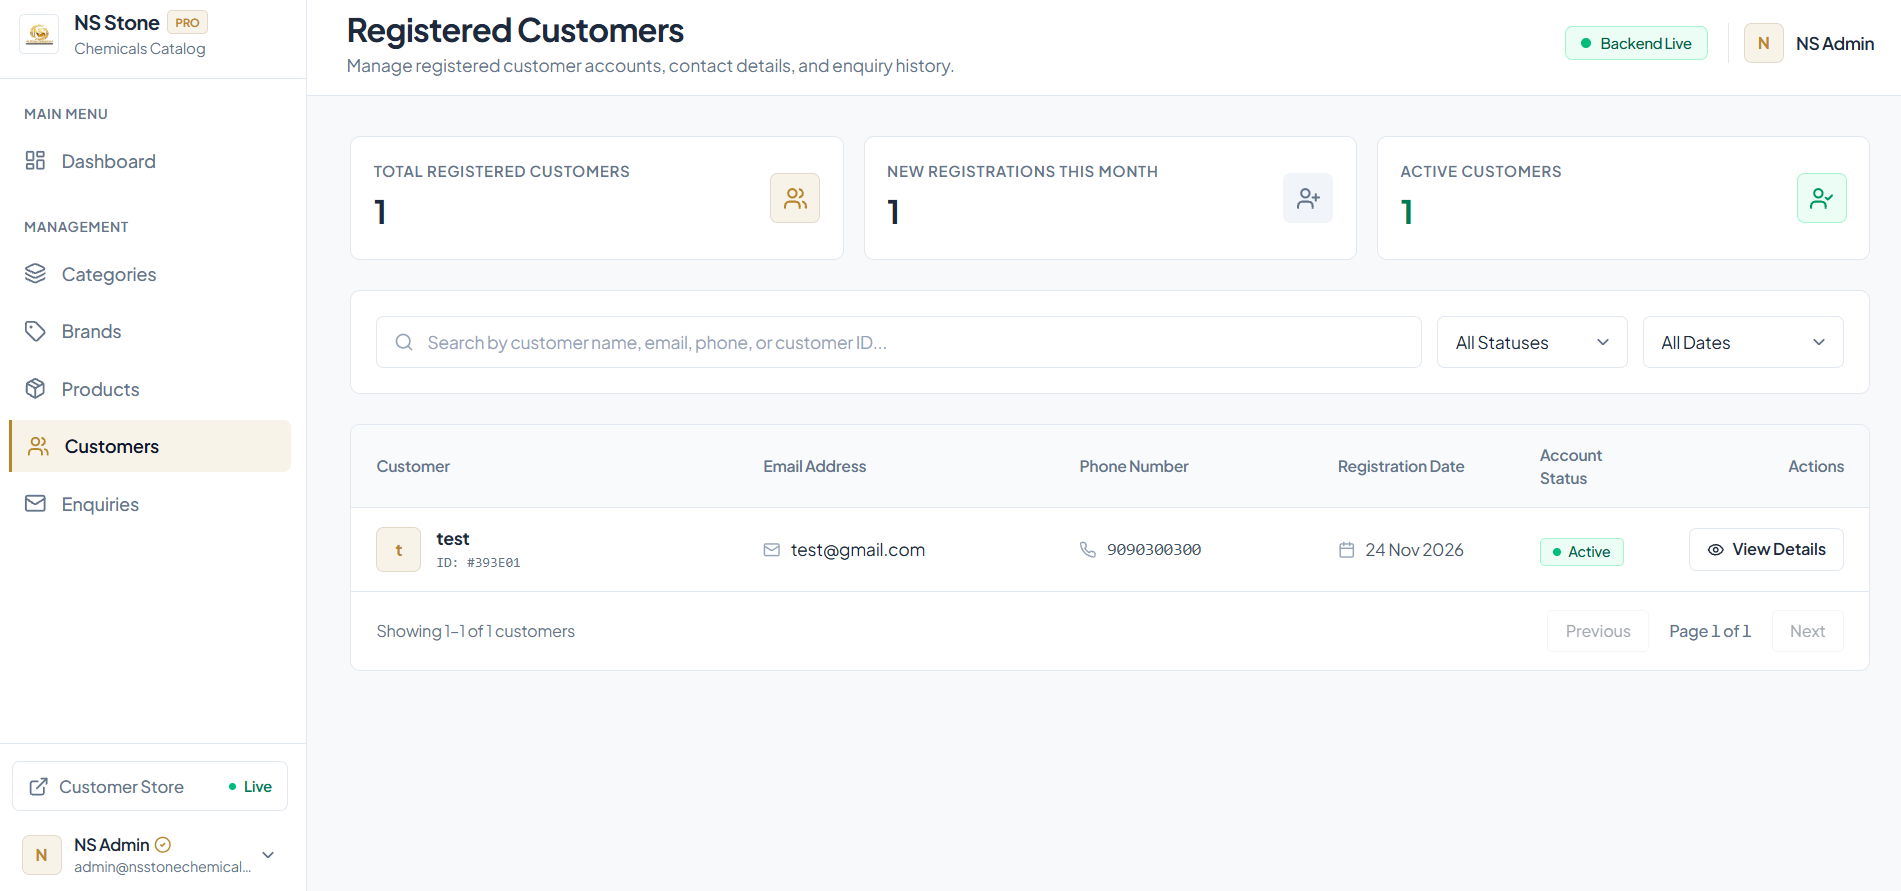 NS Stone PRO
Chemicals Catalog
MAIN MENU
Dashboard
MANAGEMENT
Categories
Brands
Products
Customers
Enquiries
Customer Store Live
N NS Admin
admin@nsstonechemical...
Registered Customers
Manage registered customer accounts, contact details, and enquiry history.
Backend Live
N NS Admin
TOTAL REGISTERED CUSTOMERS
1
NEW REGISTRATIONS THIS MONTH
1
ACTIVE CUSTOMERS
1
Search by customer name, email, phone, or customer ID...
All Statuses
All Dates
Customer Email Address Phone Number Registration Date Account Status Actions
t test
ID: #393E01
test@gmail.com 9090300300 24 Nov 2026 Active View Details
Showing 1–1 of 1 customers
Previous Page 1 of 1 Next